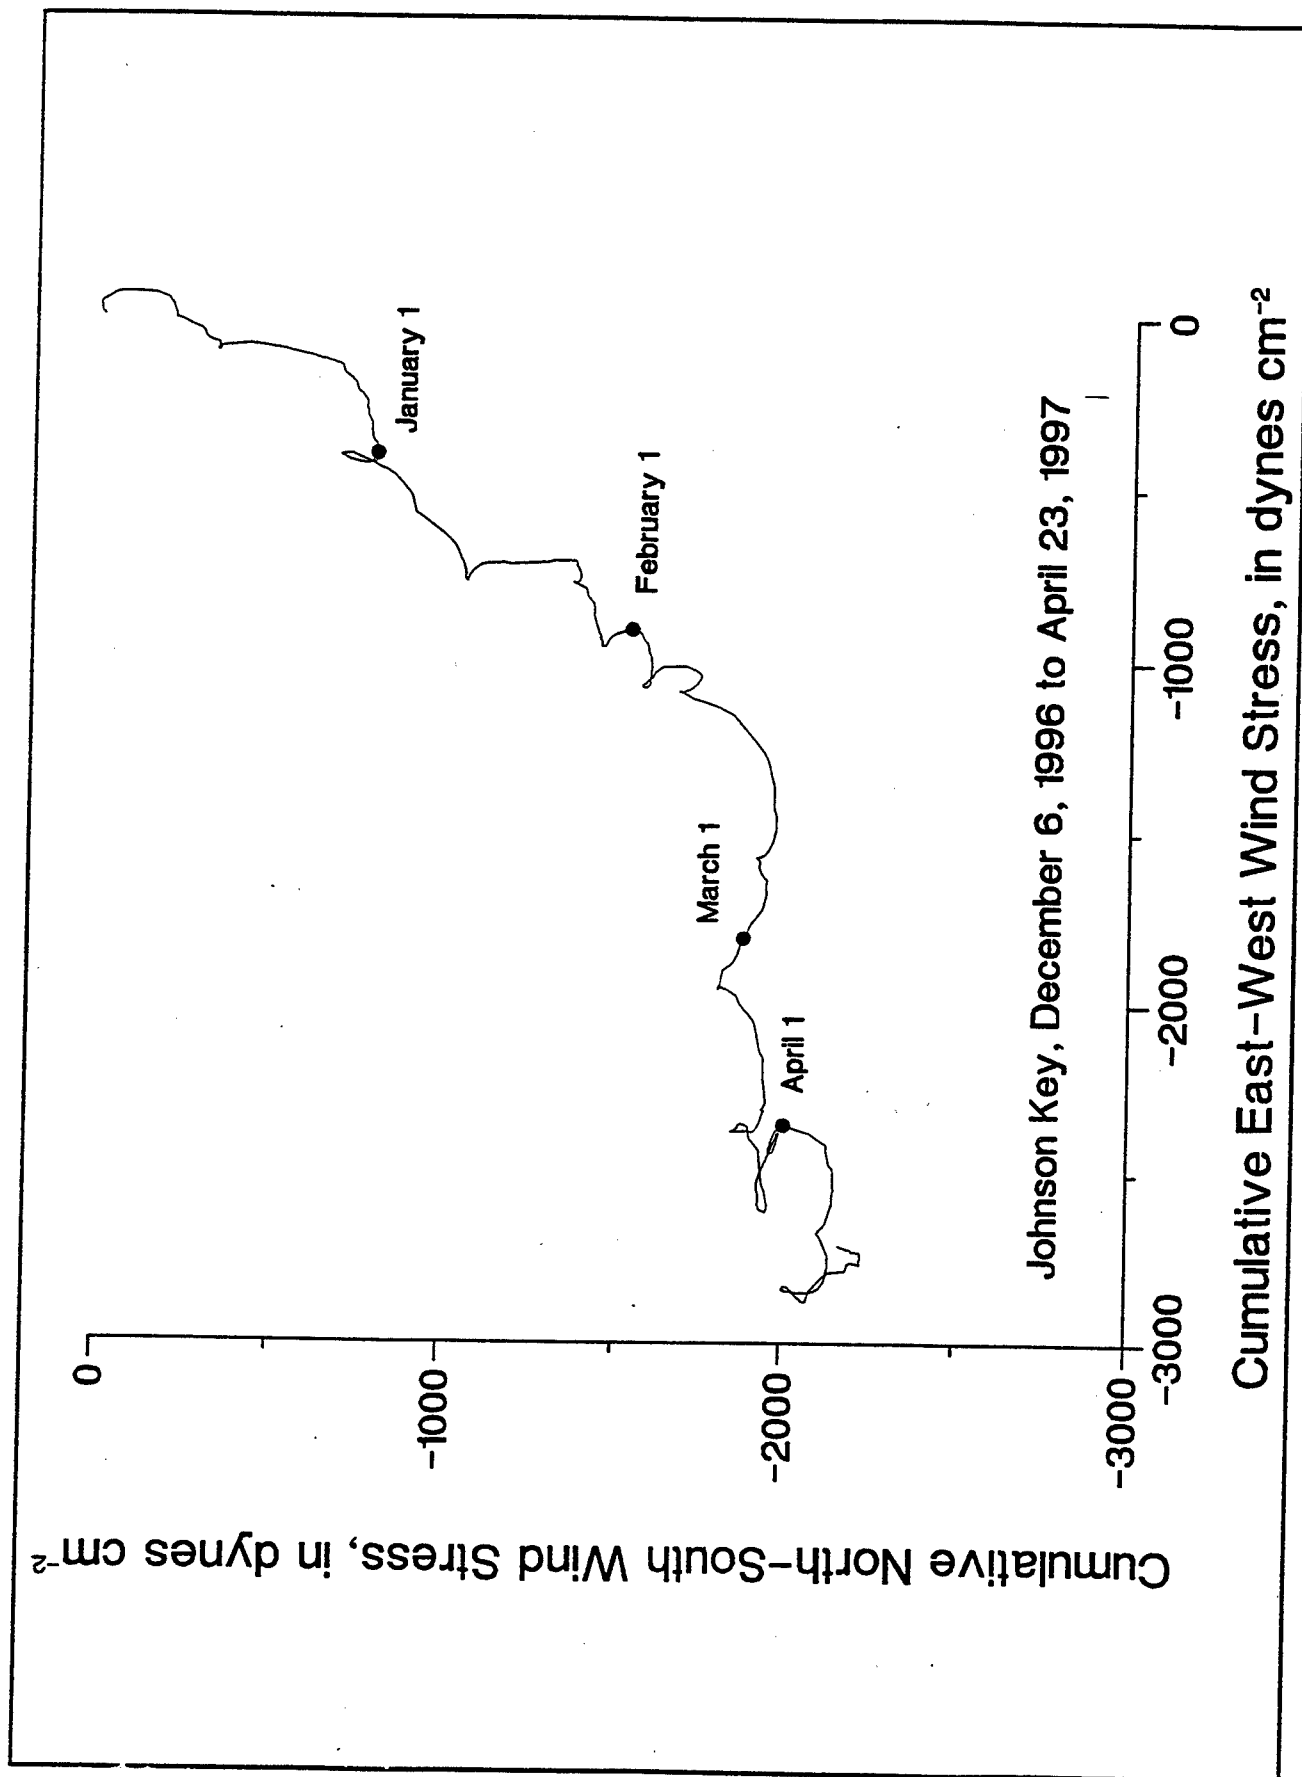 Cumulative North-South Wind Stress, in dynes cm-2
0
-1000
-2000
-3000
January 1
February 1
March 1
April 1
Johnson Key, December 6, 1996 to April 23, 1997
-3000
-2000
-1000
0
Cumulative East-West Wind Stress, in dynes cm-2